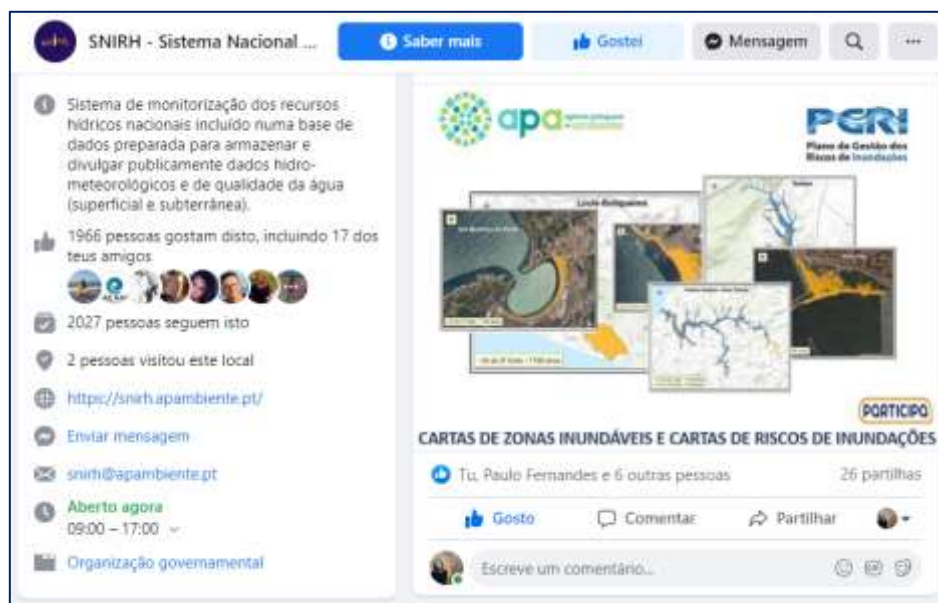 SNIRH - Sistema Nacional ...
Saber mais
Gostei
Mensagem
Sistema de monitorização dos recursos
hídricos nacionais incluído numa base de
dados preparada para armazenar e
divulgar publicamente dados hidro-
meteorológicos e de qualidade da água
(superficial e subterrânea).
1966 pessoas gostam disto, incluindo 17 dos
teus amigos
2027 pessoas seguem isto
2 pessoas visitou este local
https://snirh.apambiente.pt/
Enviar mensagem
snirh@apambiente.pt
Aberto agora
09:00 – 17:00
Organização governamental
apa
PGRI
Plano de Gestão dos
Riscos de Inundações
PARTICIPA
CARTAS DE ZONAS INUNDÁVEIS E CARTAS DE RISCOS DE INUNDAÇÕES
Tu, Paulo Fernandes e 6 outras pessoas
26 partilhas
Gosto
Comentar
Partilhar
Escreve um comentário...